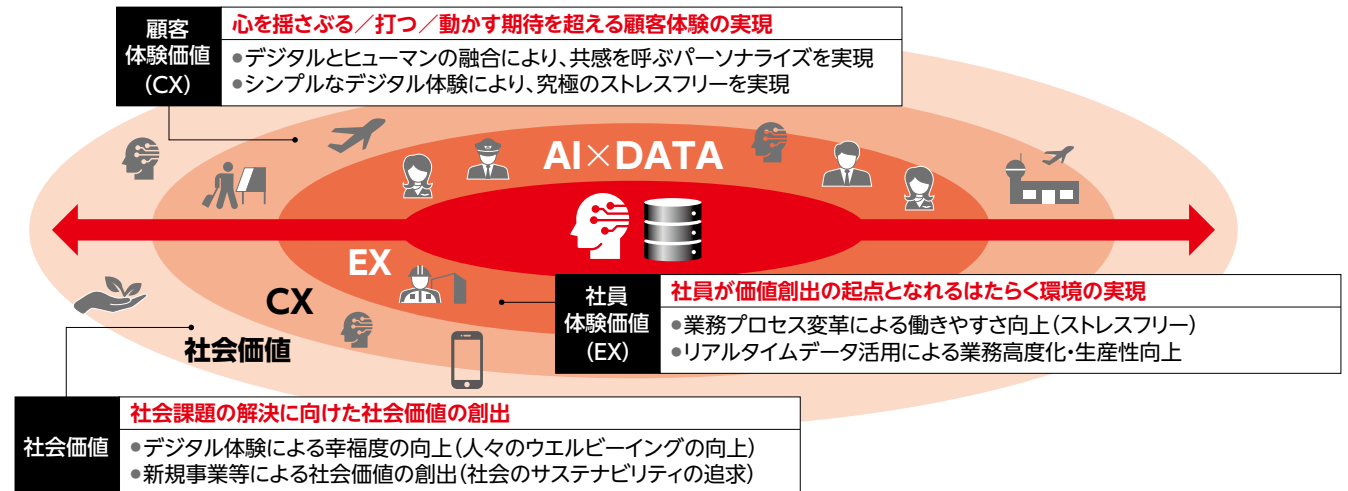 顧客
体験価値
(CX)
心を揺さぶる／打つ／動かす期待を超える顧客体験の実現
●デジタルとヒューマンの融合により、共感を呼ぶパーソナライズを実現
●シンプルなデジタル体験により、究極のストレスフリーを実現
AI×DATA
EX
CX
社会価値
社員
体験価値
(EX)
社員が価値創出の起点となれるはたらく環境の実現
●業務プロセス変革による働きやすさ向上(ストレスフリー)
●リアルタイムデータ活用による業務高度化・生産性向上
社会価値
社会課題の解決に向けた社会価値の創出
●デジタル体験による幸福度の向上(人々のウエルビーイングの向上)
●新規事業等による社会価値の創出(社会のサステナビリティの追求)